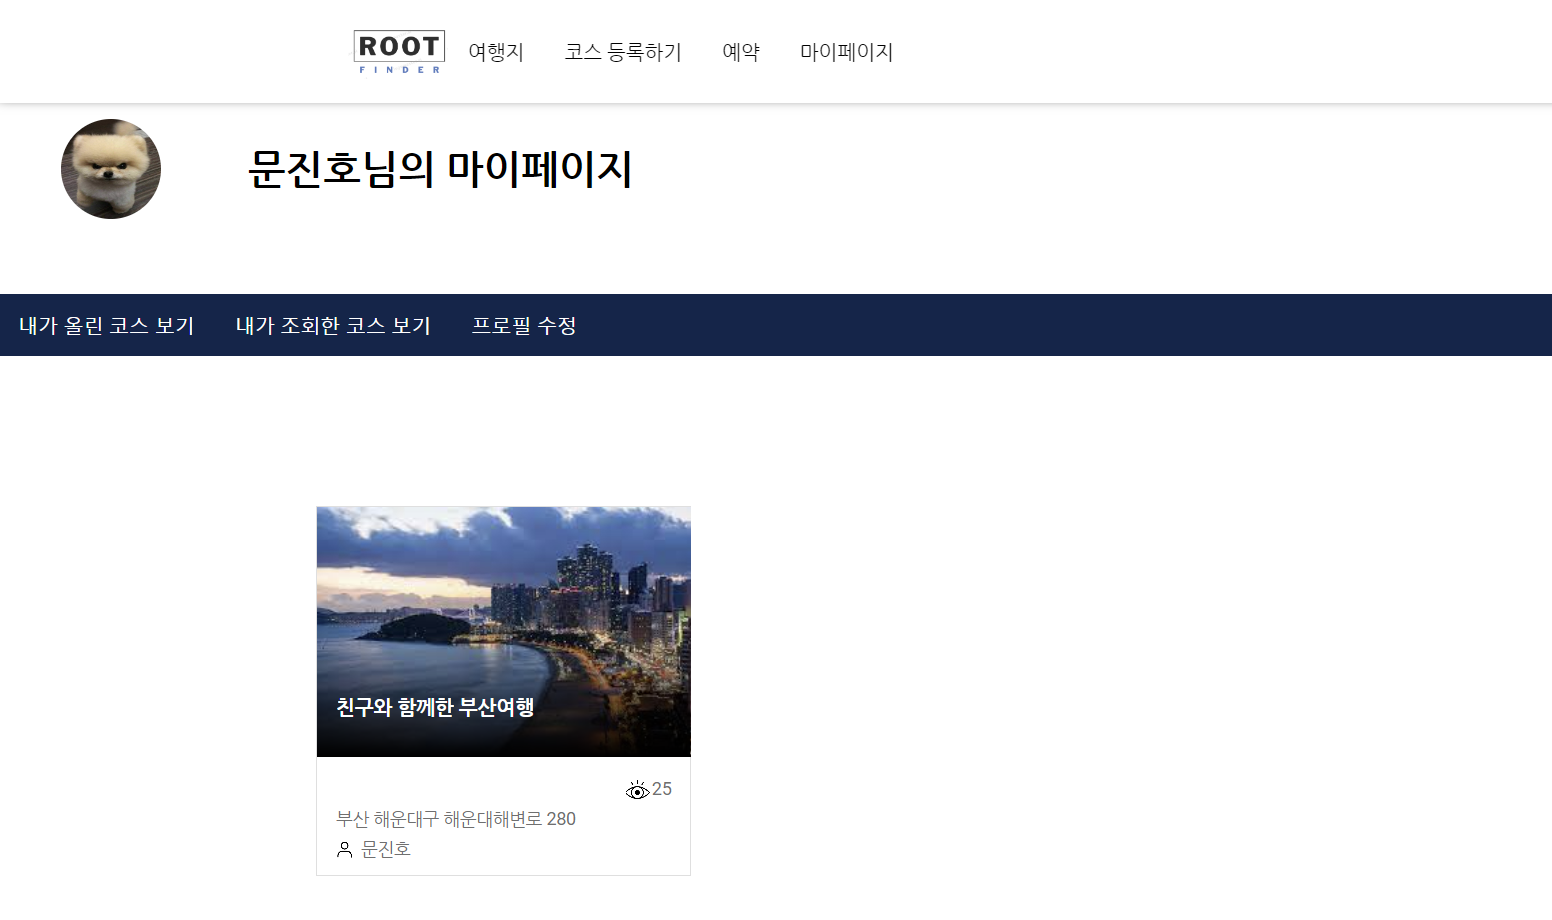 ROOT
FINDER
여행지 코스 등록하기 예약 마이페이지
문진호님의 마이페이지
내가 올린 코스 보기 내가 조회한 코스 보기 프로필 수정
친구와 함께한 부산여행
25
부산 해운대구 해운대해변로 280
문진호